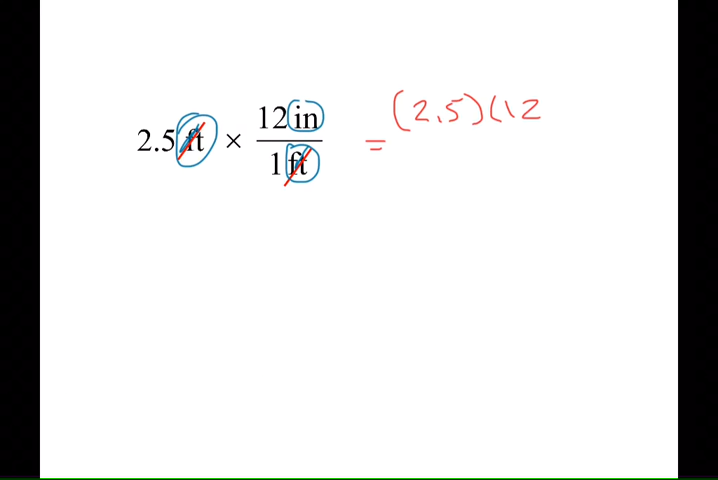 2.5 ft × 12 in / 1 ft = (2.5)(12